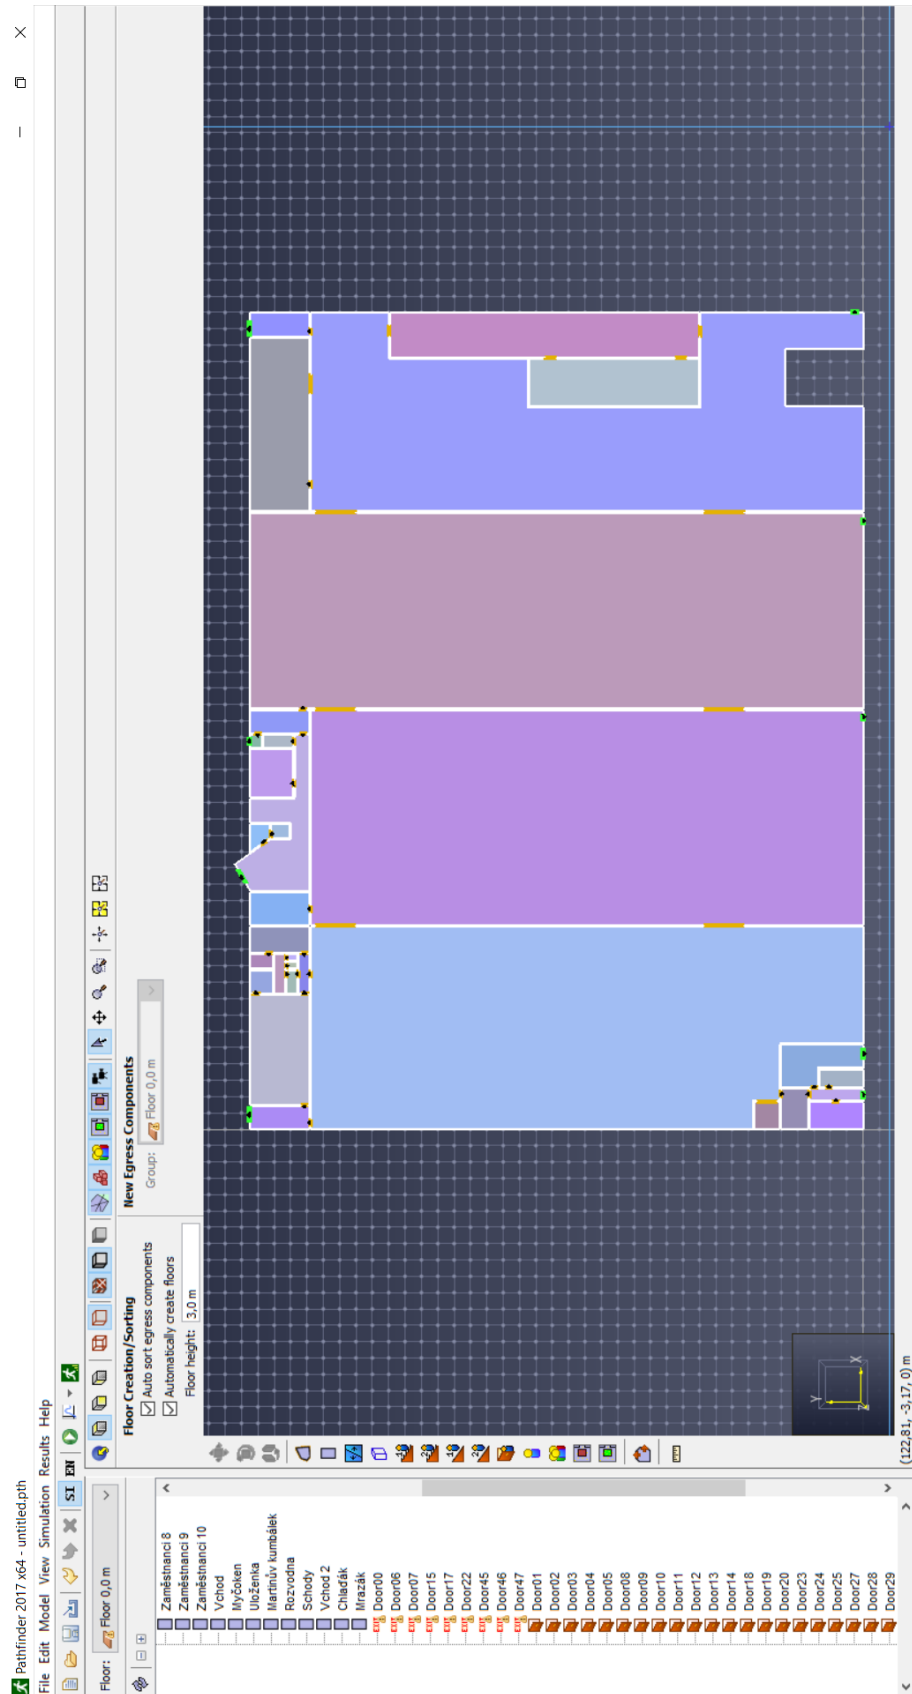 Pathfinder 2017 x64 - untitled.pth
File Edit Model View Simulation Results Help
SI EN
Floor: Floor 0,0 m
Floor Creation/Sorting
Auto sort egress components
Automatically create floors
Floor height: 3,0 m
New Egress Components
Group: Floor 0,0 m
Zaměstnanci 8
Zaměstnanci 9
Zaměstnanci 10
Vchod
Myčoken
Uloženka
Martinův kumbálek
Rozvodna
Schody
Vchod 2
Chlaďák
Mrazák
Door00
Door06
Door07
Door15
Door17
Door22
Door45
Door46
Door47
Door01
Door02
Door03
Door04
Door05
Door08
Door09
Door10
Door11
Door12
Door13
Door14
Door18
Door19
Door20
Door23
Door24
Door25
Door27
Door28
Door29
Y
X
Z
(122,81, -3,17, 0) m